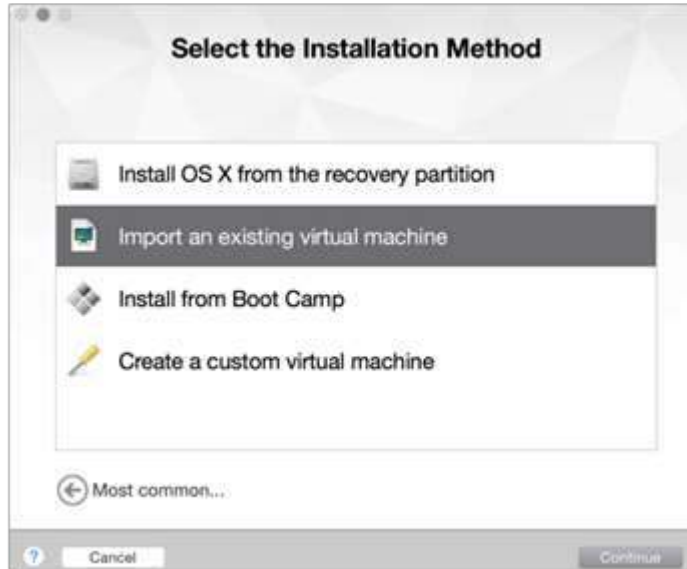 Select the Installation Method
Install OS X from the recovery partition
Import an existing virtual machine
Install from Boot Camp
Create a custom virtual machine
Most common...
? Cancel Continue